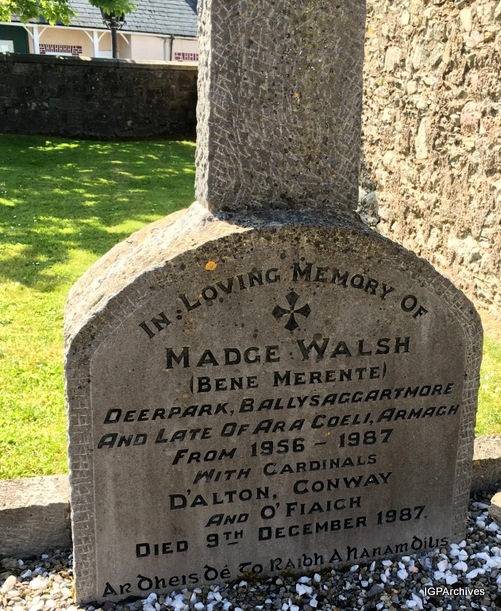 IN LOVING MEMORY OF
MADGE WALSH
(BENE MERENTE)
DEERPARK, BALLYSAGGARTMORE
AND LATE OF ARA COELI, ARMAGH
FROM 1956 - 1987
WITH CARDINALS
D'ALTON, CONWAY
AND O'FIAICH
DIED 9TH DECEMBER 1987.
Ar dheis dé To Raibh A hanam dílis
IGPArchives